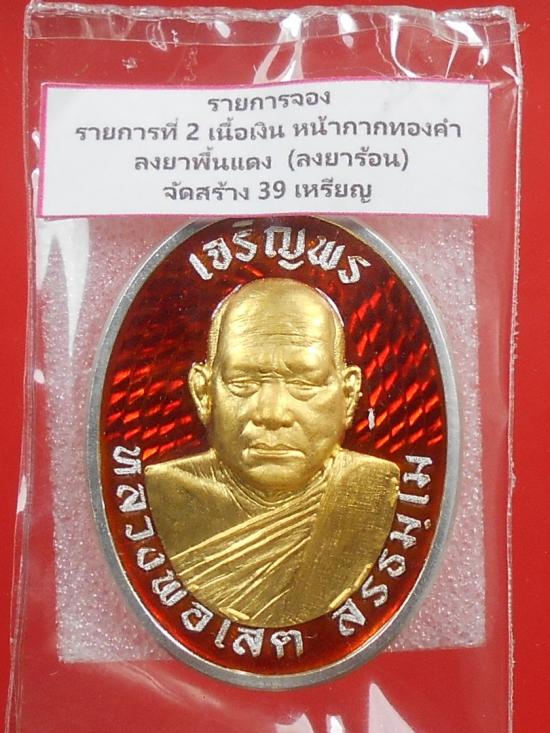 รายการจอง
รายการที่ 2 เนื้อเงิน หน้ากากทองคำ
ลงยาพื้นแดง (ลงยาร้อน)
จัดสร้าง 39 เหรียญ
เจริญพร
หลวงพ่อเสต สรธมฺโม